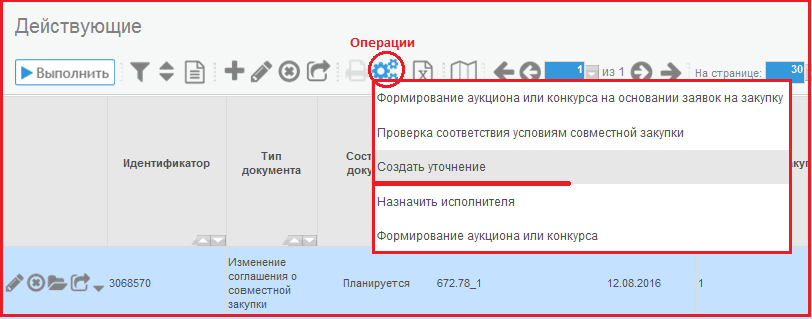 Действующие
Операции
Выполнить
1 из 1
На странице: 30
Формирование аукциона или конкурса на основании заявок на закупку
Проверка соответствия условиям совместной закупки
Создать уточнение
Назначить исполнителя
Формирование аукциона или конкурса
Идентификатор
Тип
документа
Сост
доку
3068570
Изменение
соглашения о
совместной
закупки
Планируется
672.78_1
12.08.2016
1